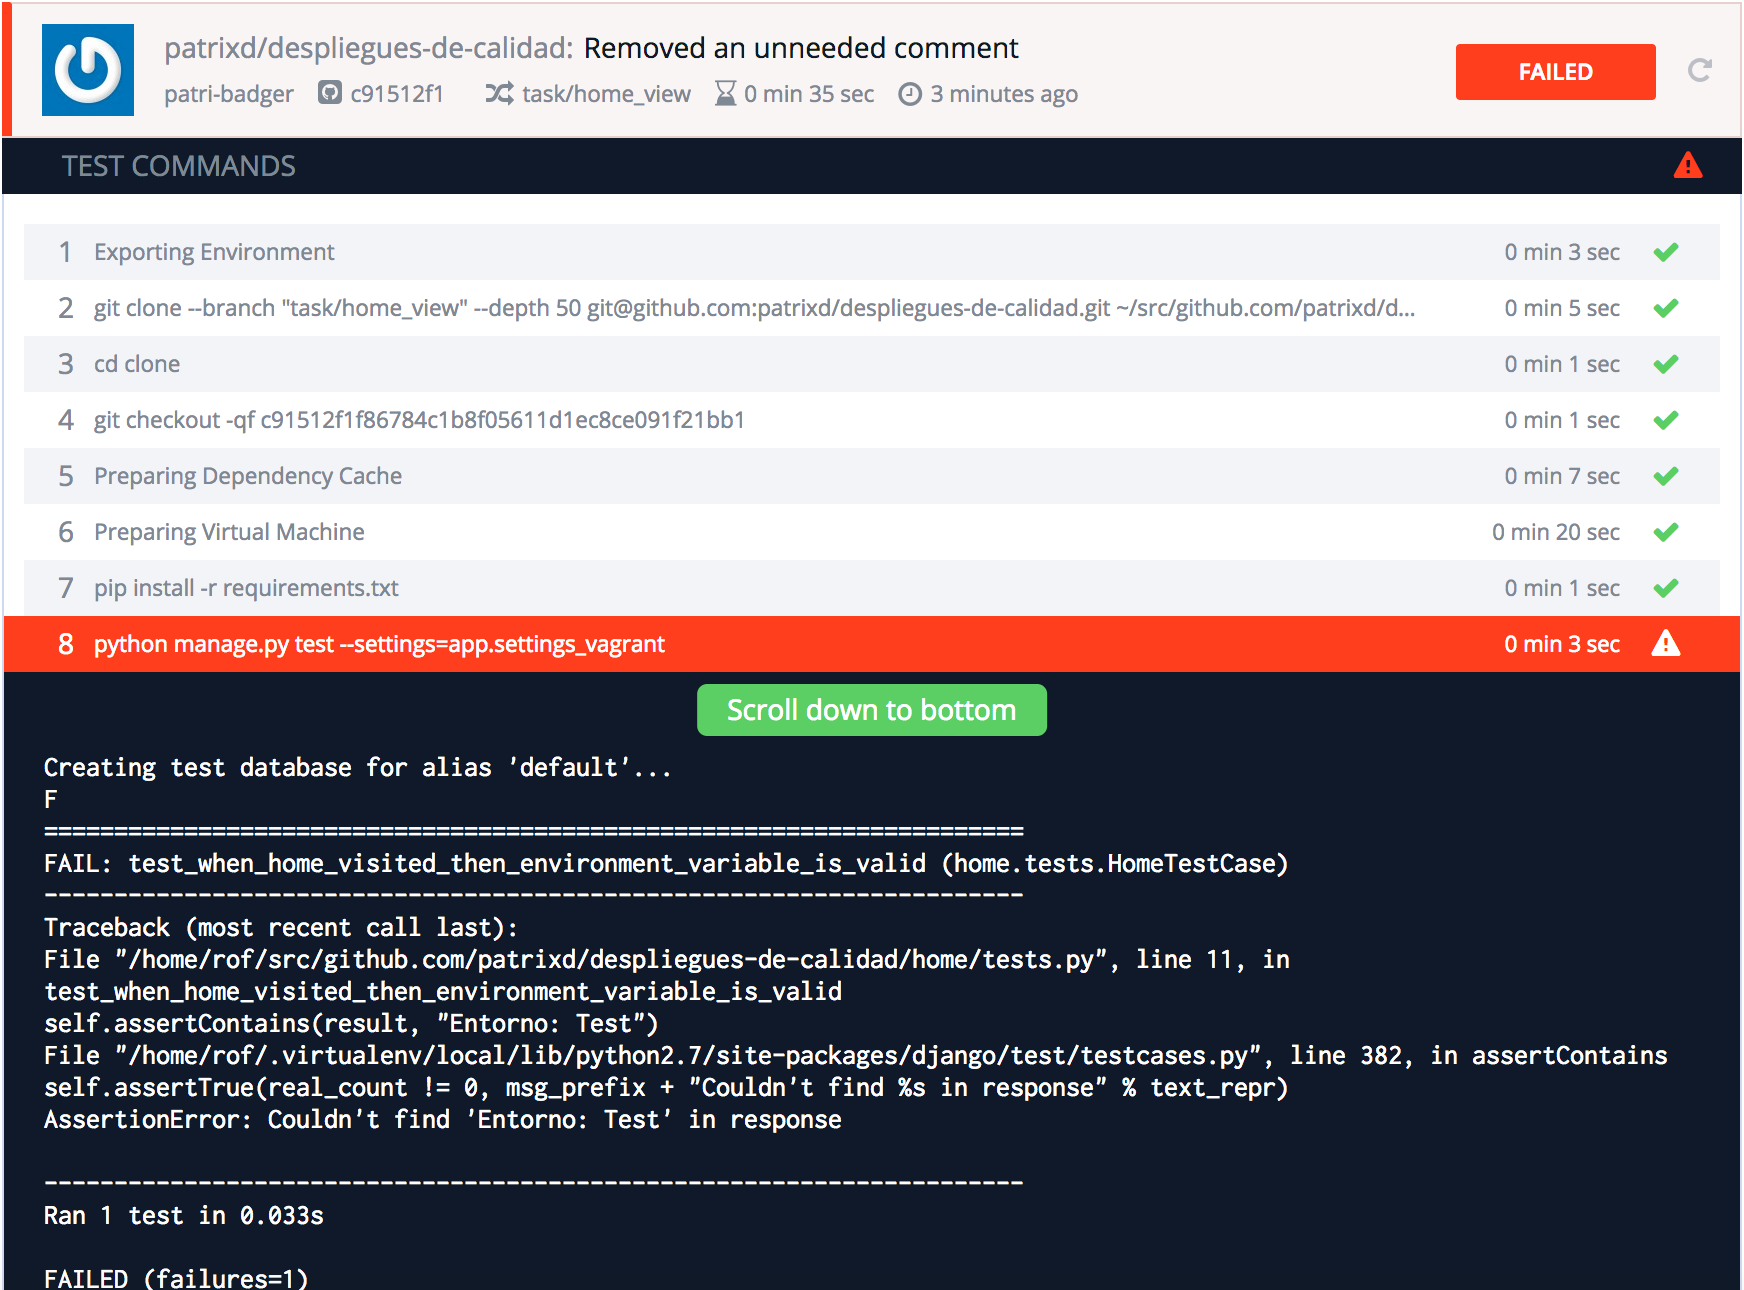 patrixd/despliegues-de-calidad: Removed an unneeded comment
patri-badger c91512f1 task/home_view 0 min 35 sec 3 minutes ago
FAILED
TEST COMMANDS
1 Exporting Environment 0 min 3 sec
2 git clone --branch "task/home_view" --depth 50 git@github.com:patrixd/despliegues-de-calidad.git ~/src/github.com/patrixd/d... 0 min 5 sec
3 cd clone 0 min 1 sec
4 git checkout -qf c91512f1f86784c1b8f05611d1ec8ce091f21bb1 0 min 1 sec
5 Preparing Dependency Cache 0 min 7 sec
6 Preparing Virtual Machine 0 min 20 sec
7 pip install -r requirements.txt 0 min 1 sec
8 python manage.py test --settings=app.settings_vagrant 0 min 3 sec
Scroll down to bottom
Creating test database for alias 'default'...
F
======================================================================
FAIL: test_when_home_visited_then_environment_variable_is_valid (home.tests.HomeTestCase)
----------------------------------------------------------------------
Traceback (most recent call last):
File "/home/rof/src/github.com/patrixd/despliegues-de-calidad/home/tests.py", line 11, in
test_when_home_visited_then_environment_variable_is_valid
self.assertContains(result, "Entorno: Test")
File "/home/rof/.virtualenv/local/lib/python2.7/site-packages/django/test/testcases.py", line 382, in assertContains
self.assertTrue(real_count != 0, msg_prefix + "Couldn't find %s in response" % text_repr)
AssertionError: Couldn't find 'Entorno: Test' in response
----------------------------------------------------------------------
Ran 1 test in 0.033s
FAILED (failures=1)